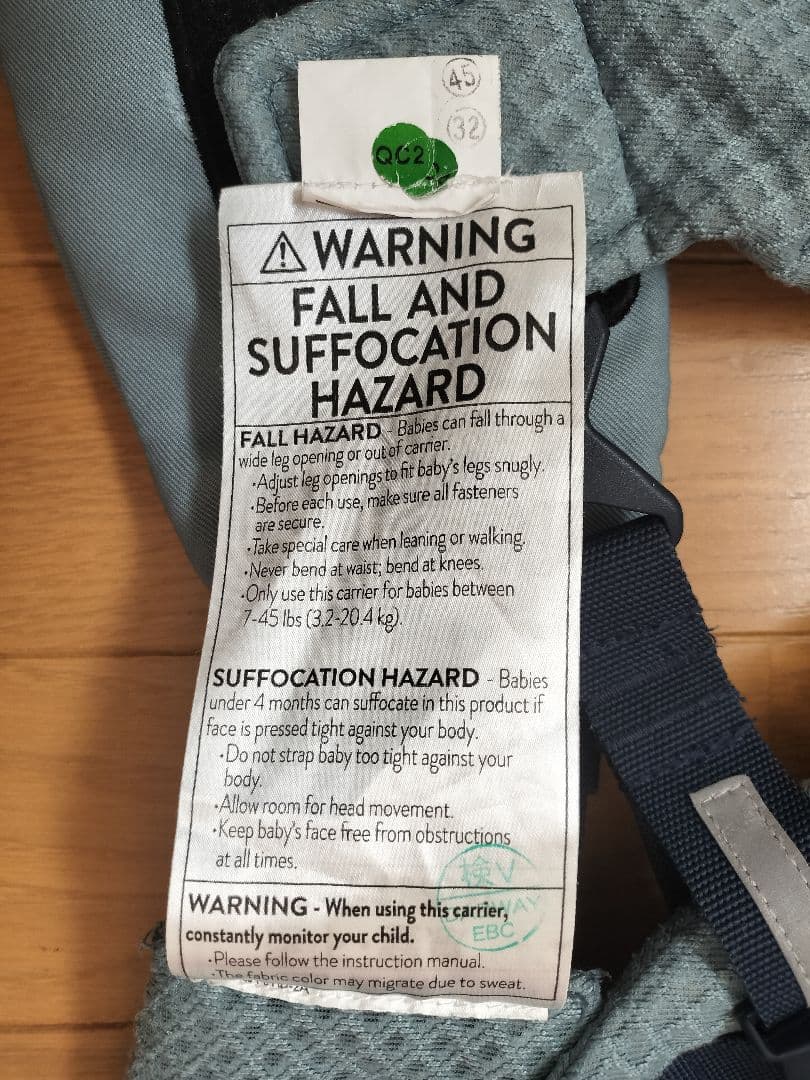 45
32
QC2
WARNING
FALL AND
SUFFOCATION
HAZARD
FALL HAZARD - Babies can fall through a
wide leg opening or out of carrier.
·Adjust leg openings to fit baby's legs snugly.
·Before each use, make sure all fasteners
are secure.
·Take special care when leaning or walking.
·Never bend at waist; bend at knees.
·Only use this carrier for babies between
7-45 lbs (3.2-20.4 kg).
SUFFOCATION HAZARD - Babies
under 4 months can suffocate in this product if
face is pressed tight against your body.
·Do not strap baby too tight against your
body.
·Allow room for head movement.
·Keep baby's face free from obstructions
at all times.
検V
WAY
EBC
WARNING - When using this carrier,
constantly monitor your child.
·Please follow the instruction manual.
·The fabric color may migrate due to sweat.